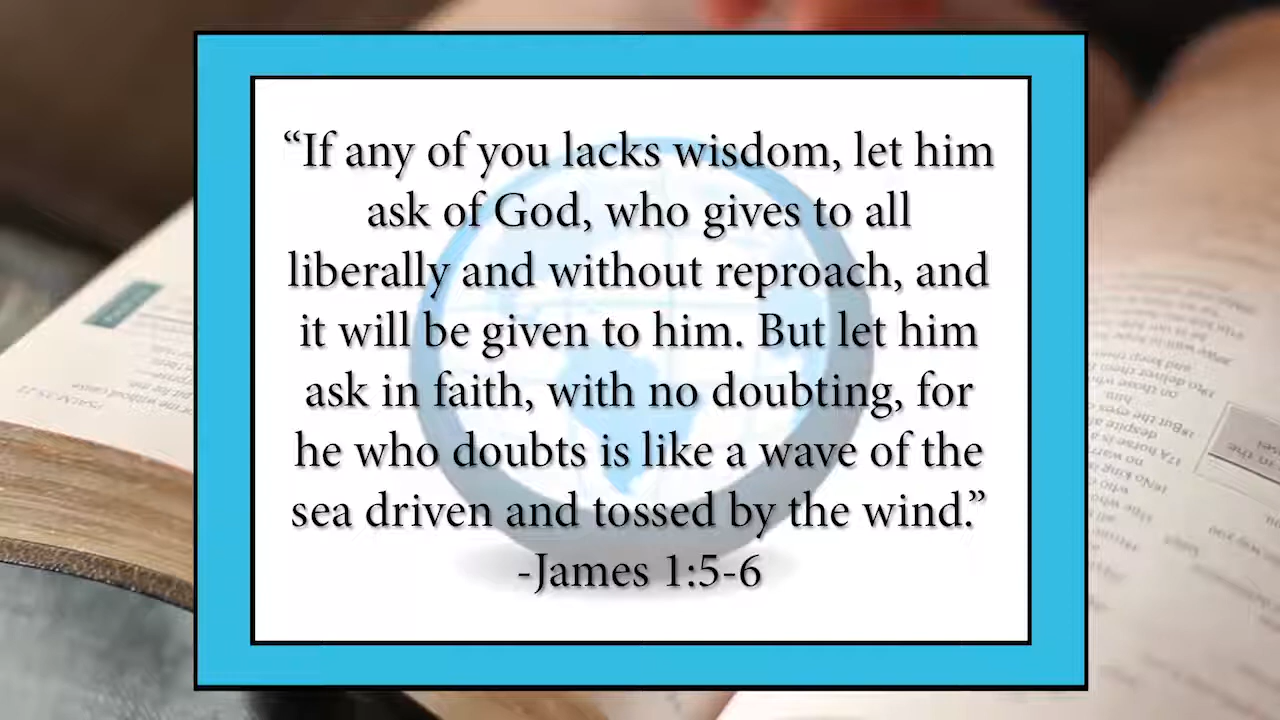 “If any of you lacks wisdom, let him
ask of God, who gives to all
liberally and without reproach, and
it will be given to him. But let him
ask in faith, with no doubting, for
he who doubts is like a wave of the
sea driven and tossed by the wind.”
-James 1:5-6